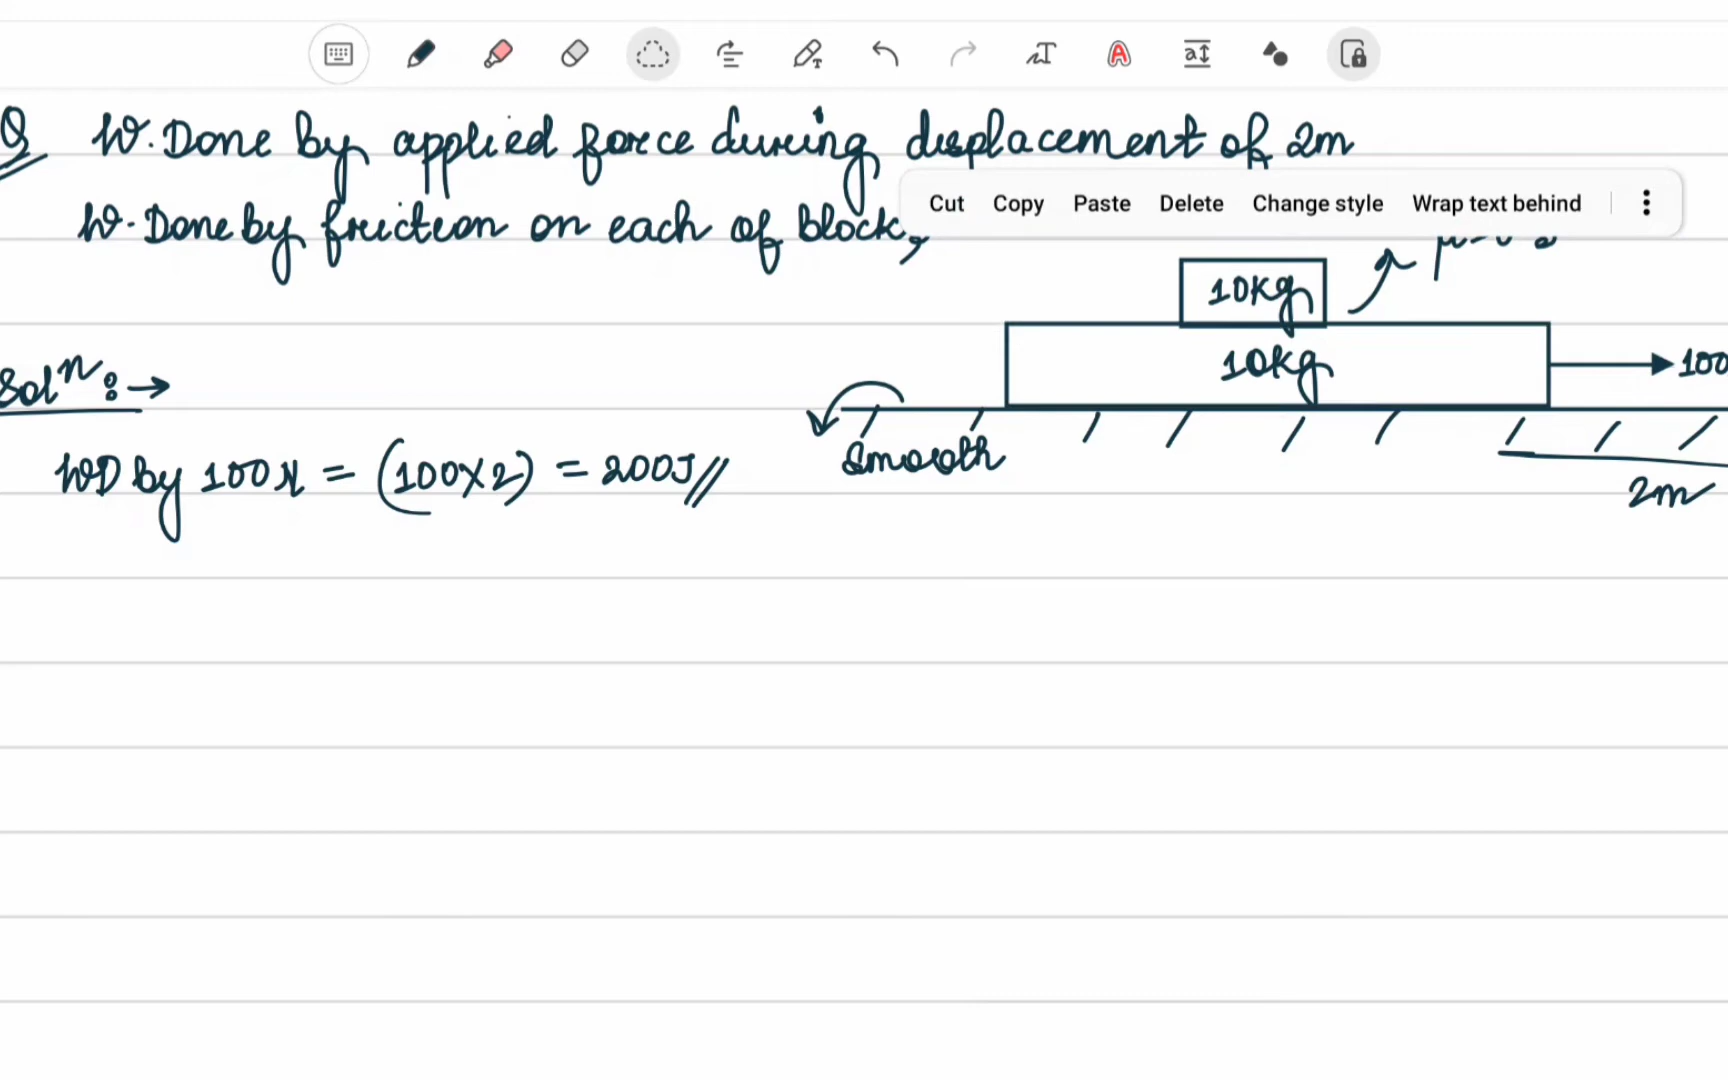 Q W. Done by applied force during displacement of 2m
W. Done by friction on each of block,
Cut Copy Paste Delete Change style Wrap text behind
10kg
10kg
100
Solⁿ :→
Smooth
WD by 100N = (100×2) = 200J//
2m